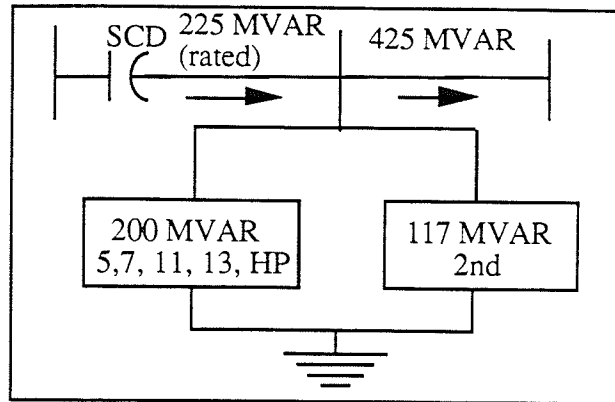 SCD 225 MVAR
(rated)
425 MVAR
200 MVAR
5,7, 11, 13, HP
117 MVAR
2nd